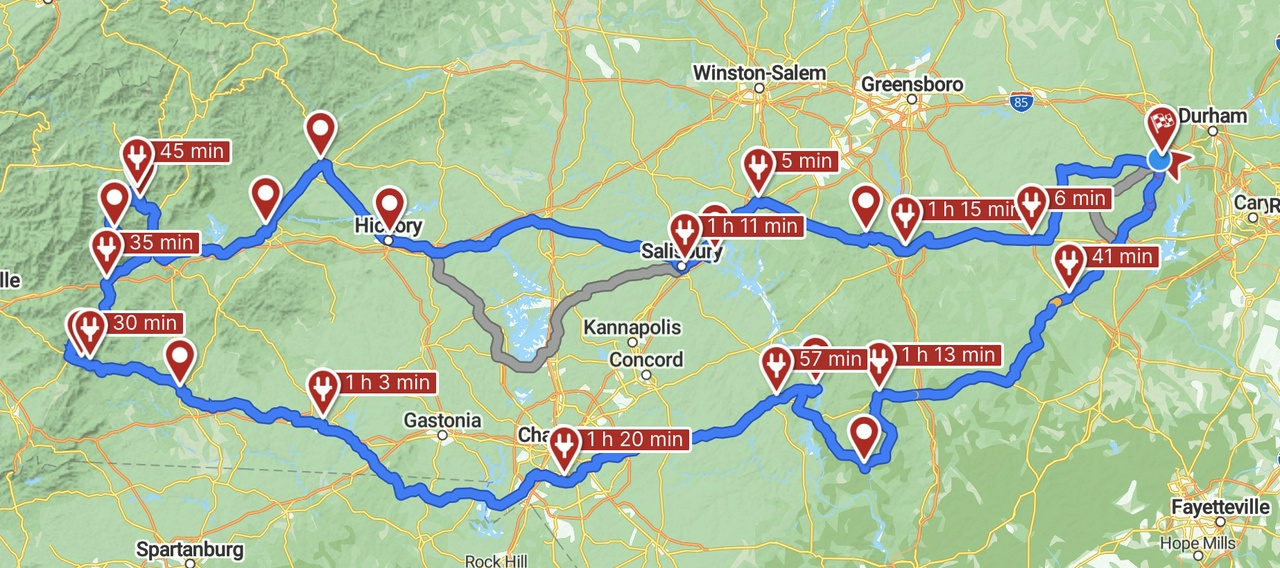 Winston-Salem
Greensboro
85
Durham
45 min
5 min
6 min
1 h 15 min
1 h 11 min
Hickory
35 min
Salisbury
41 min
lle
30 min
Kannapolis
57 min
1 h 13 min
Concord
1 h 3 min
Gastonia
Cha
1 h 20 min
Fayetteville
Hope Mills
Spartanburg
Rock Hill